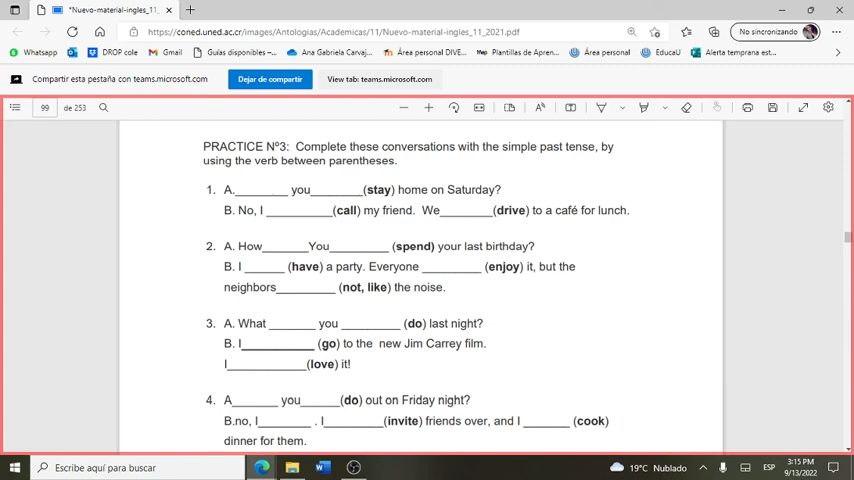 *Nuevo-material-ingles_11_2021.pdf
https://coned.uned.ac.cr/images/Antologias/Academicas/11/Nuevo-material-ingles_11_2021.pdf
No sincronizando
Whatsapp DROP cole Gmail Guías disponibles –... Ana Gabriela Carvaj... Área personal DIVE... Plantillas de Apren... Área personal EducaU Alerta temprana est...
Compartir esta pestaña con teams.microsoft.com Dejar de compartir View tab: teams.microsoft.com
99 de 253
PRACTICE Nº3: Complete these conversations with the simple past tense, by
using the verb between parentheses.
1. A.________ you________(stay) home on Saturday?
B. No, I __________(call) my friend. We________(drive) to a café for lunch.
2. A. How_______You_________ (spend) your last birthday?
B. I ______ (have) a party. Everyone _________ (enjoy) it, but the
neighbors_________ (not, like) the noise.
3. A. What _______ you _________ (do) last night?
B. I___________ (go) to the new Jim Carrey film.
I____________(love) it!
4. A_______ you______(do) out on Friday night?
B.no, I________ . I_________(invite) friends over, and I _______ (cook)
dinner for them.
Escribe aquí para buscar
19°C Nublado
ESP
3:15 PM
9/13/2022